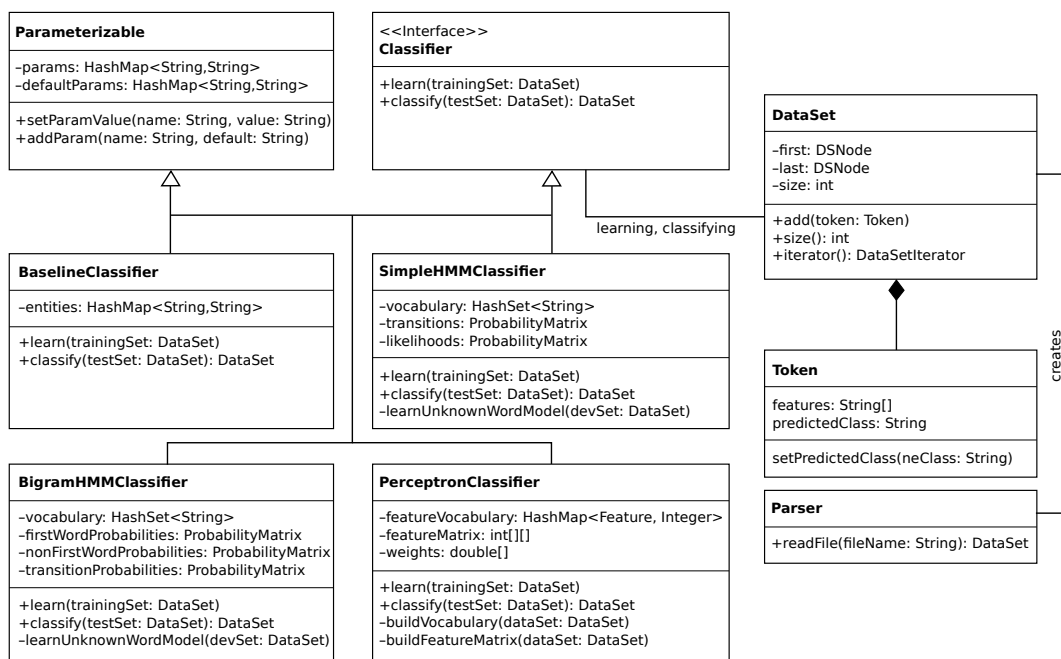 Parameterizable
–params: HashMap<String,String>
–defaultParams: HashMap<String,String>
+setParamValue(name: String, value: String)
+addParam(name: String, default: String)
<<Interface>>
Classifier
+learn(trainingSet: DataSet)
+classify(testSet: DataSet): DataSet
DataSet
–first: DSNode
–last: DSNode
–size: int
+add(token: Token)
+size(): int
+iterator(): DataSetIterator
learning, classifying
BaselineClassifier
–entities: HashMap<String,String>
+learn(trainingSet: DataSet)
+classify(testSet: DataSet): DataSet
SimpleHMMClassifier
–vocabulary: HashSet<String>
–transitions: ProbabilityMatrix
–likelihoods: ProbabilityMatrix
+learn(trainingSet: DataSet)
+classify(testSet: DataSet): DataSet
–learnUnknownWordModel(devSet: DataSet)
creates
Token
features: String[]
predictedClass: String
setPredictedClass(neClass: String)
BigramHMMClassifier
–vocabulary: HashSet<String>
–firstWordProbabilities: ProbabilityMatrix
–nonFirstWordProbabilities: ProbabilityMatrix
–transitionProbabilities: ProbabilityMatrix
+learn(trainingSet: DataSet)
+classify(testSet: DataSet): DataSet
–learnUnknownWordModel(devSet: DataSet)
PerceptronClassifier
–featureVocabulary: HashMap<Feature, Integer>
–featureMatrix: int[][]
–weights: double[]
+learn(trainingSet: DataSet)
+classify(testSet: DataSet): DataSet
–buildVocabulary(dataSet: DataSet)
–buildFeatureMatrix(dataSet: DataSet)
Parser
+readFile(fileName: String): DataSet